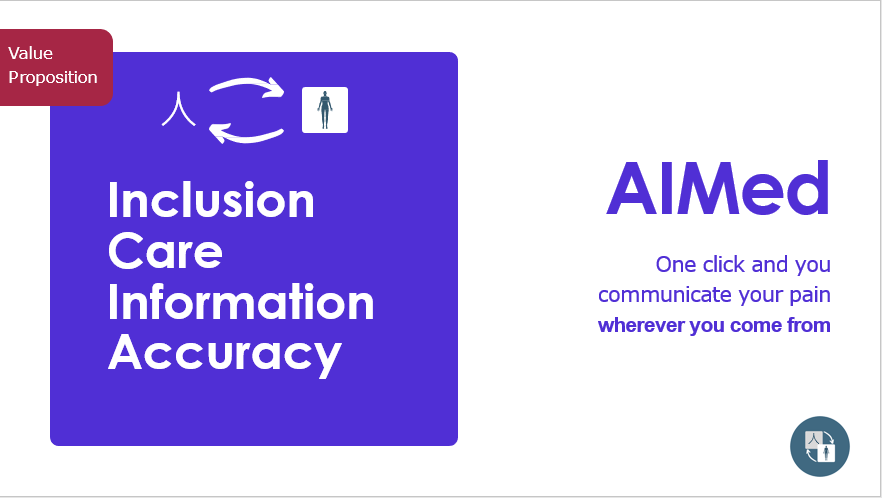 Value
Proposition
人
Inclusion
Care
Information
Accuracy
AIMed
One click and you
communicate your pain
wherever you come from
人